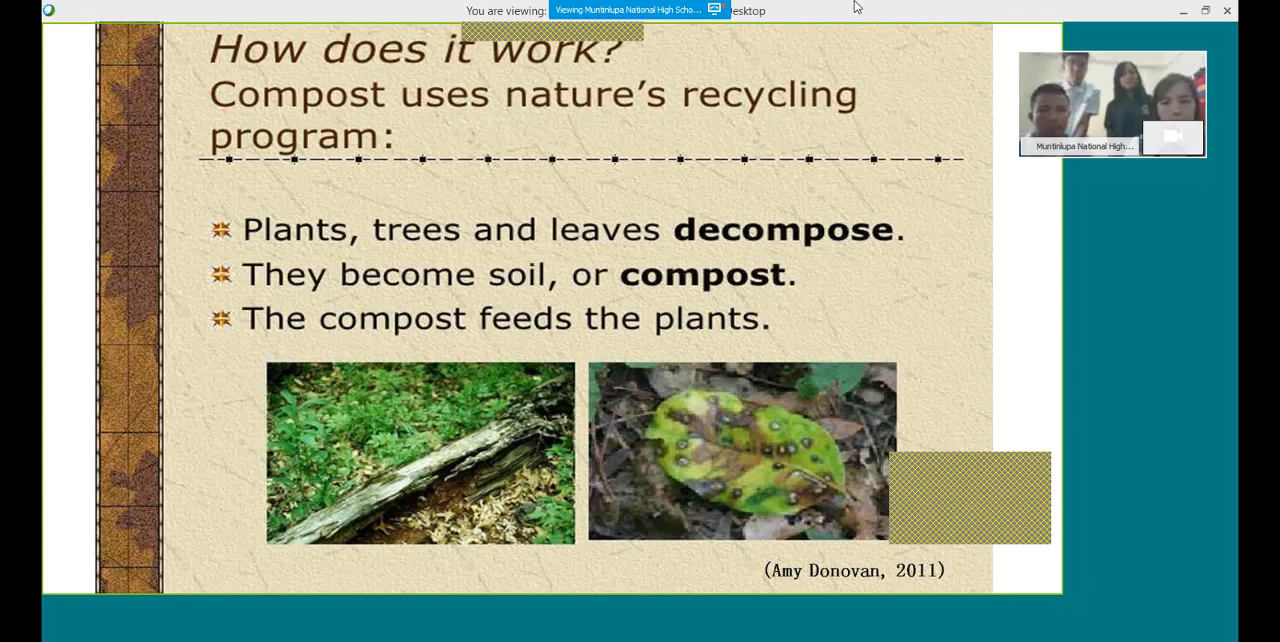 You are viewing:
Viewing Muntinlupa National High Scho...
Desktop
How does it work?
Compost uses nature's recycling
program:
Plants, trees and leaves decompose.
They become soil, or compost.
The compost feeds the plants.
(Amy Donovan, 2011)
Muntinlupa National High...